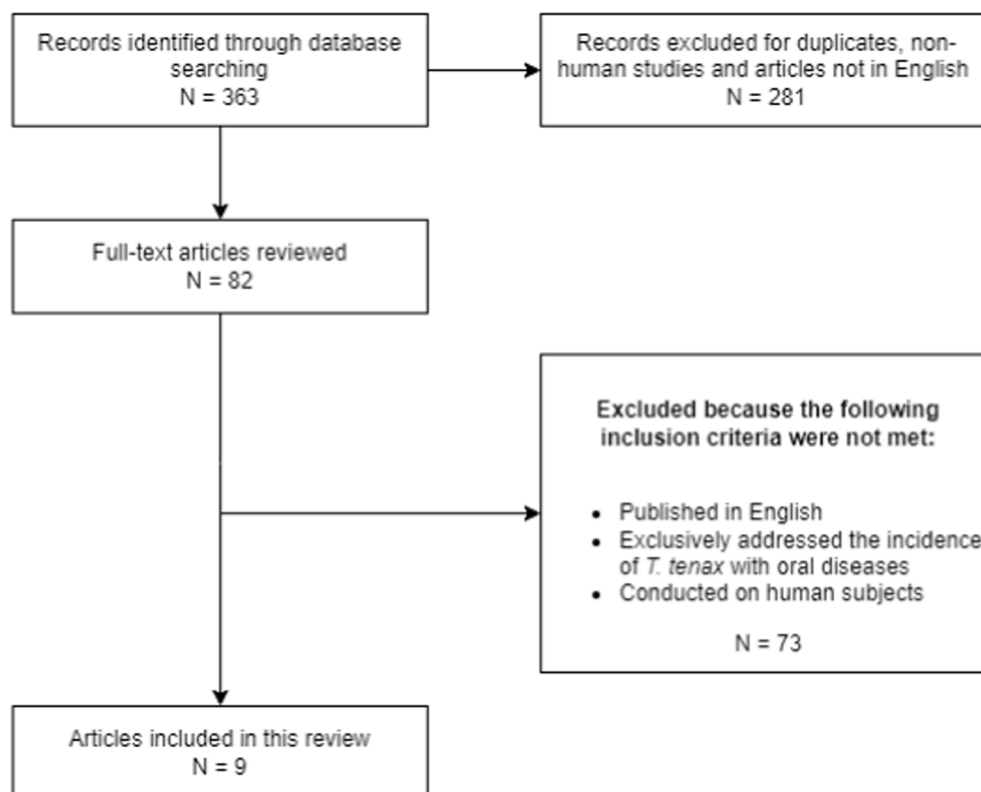 Records identified through database
searching
N = 363
Records excluded for duplicates, non-
human studies and articles not in English
N = 281
Full-text articles reviewed
N = 82
Excluded because the following
inclusion criteria were not met:
• Published in English
• Exclusively addressed the incidence
of T. tenax with oral diseases
• Conducted on human subjects
N = 73
Articles included in this review
N = 9